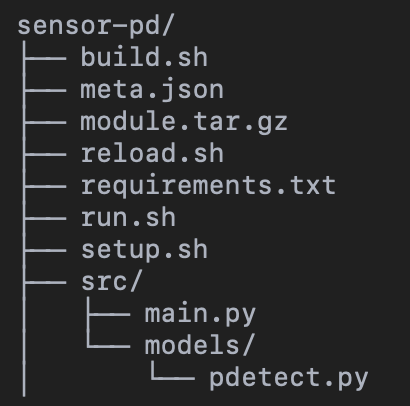 sensor-pd/
├── build.sh
├── meta.json
├── module.tar.gz
├── reload.sh
├── requirements.txt
├── run.sh
├── setup.sh
├── src/
│   ├── main.py
│   └── models/
│       └── pdetect.py